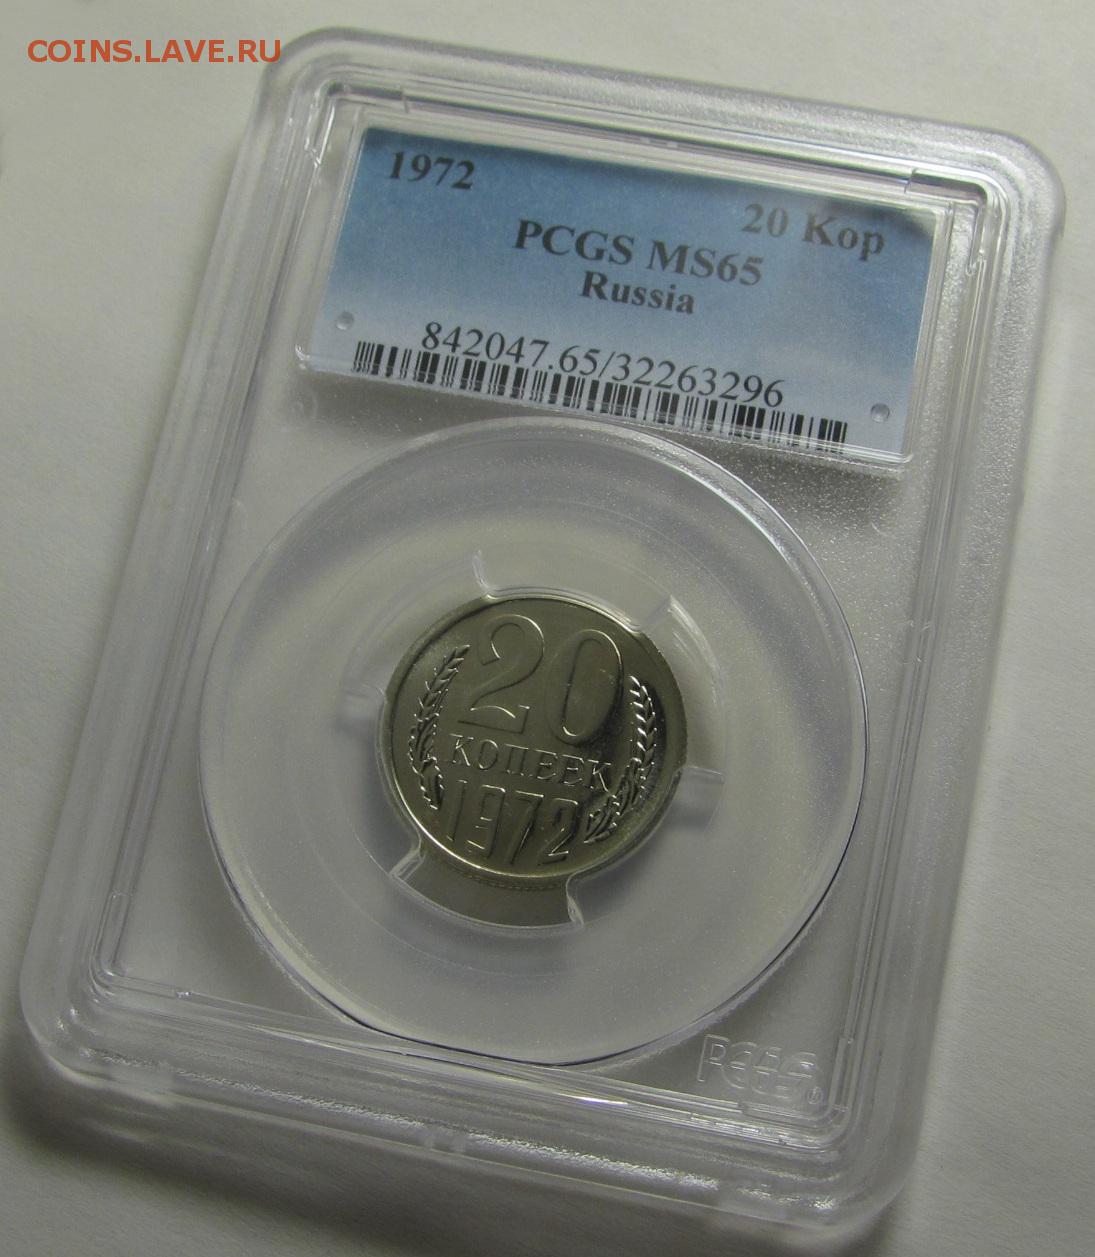 COINS.LAVE.RU
1972
20 Kop
PCGS MS65
Russia
842047.65/32263296
20
КОПЕЕК
1972
PCGS®